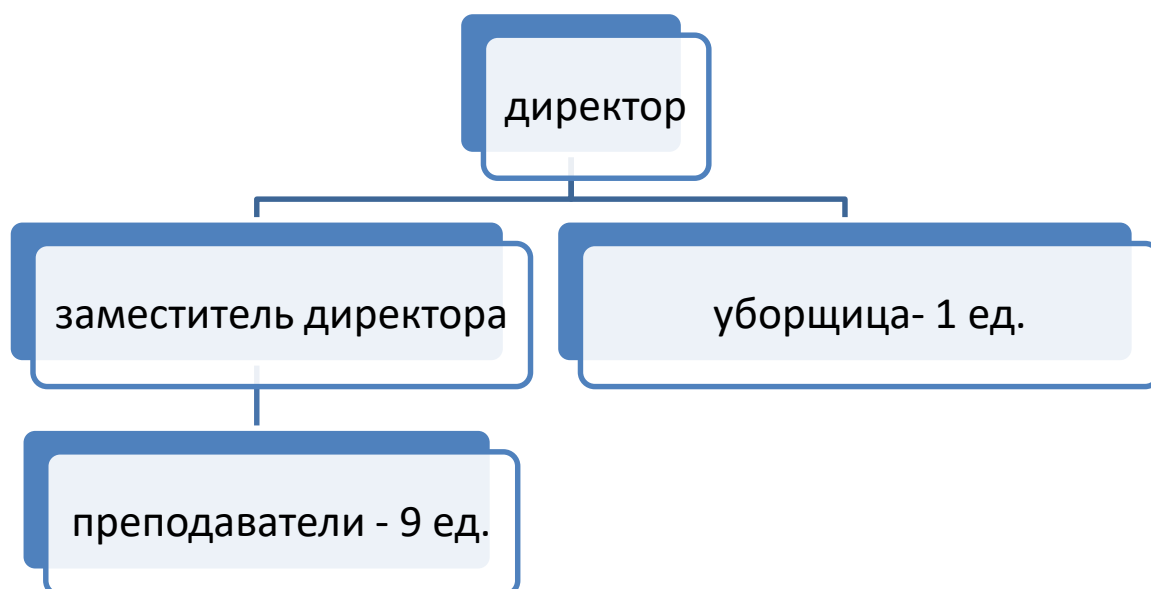 директор
заместитель директора
уборщица- 1 ед.
преподаватели - 9 ед.